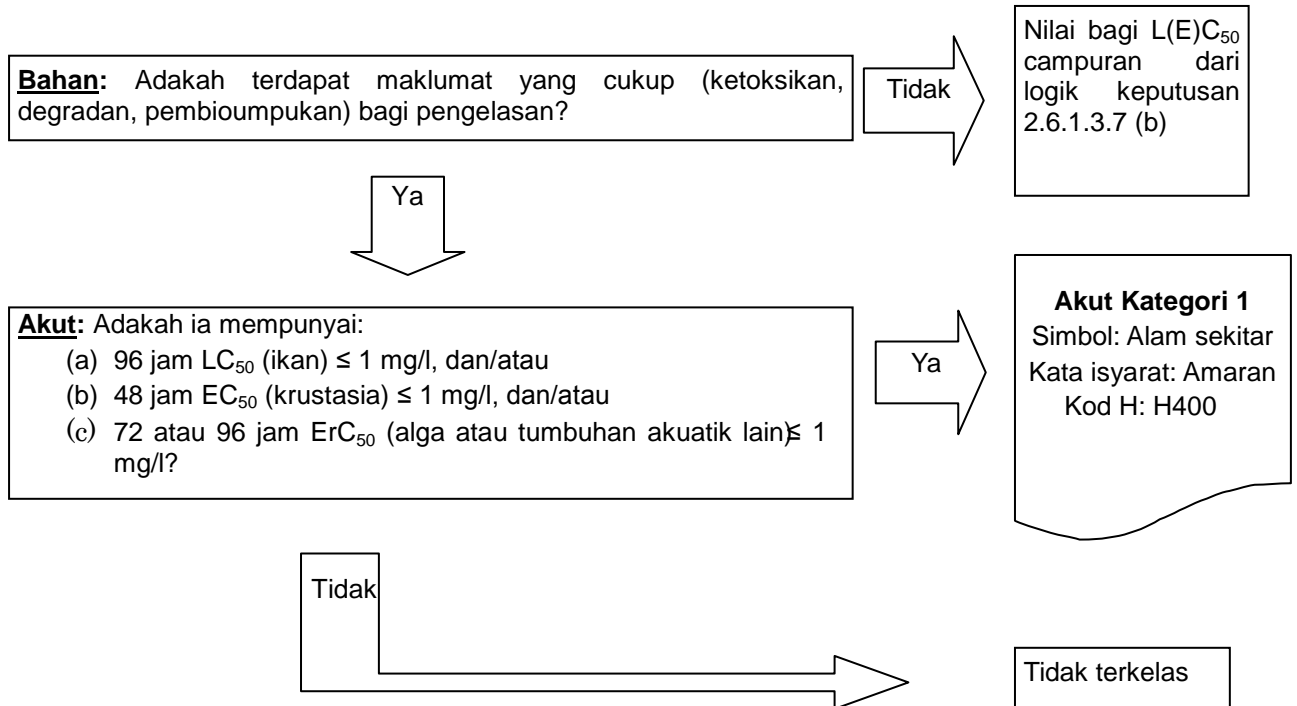 Bahan: Adakah terdapat maklumat yang cukup (ketoksikan,
degradan, pembioumpukan) bagi pengelasan?
Tidak
Nilai bagi L(E)C₅₀
campuran dari
logik keputusan
2.6.1.3.7 (b)
Ya
Akut: Adakah ia mempunyai:
(a) 96 jam LC₅₀ (ikan) ≤ 1 mg/l, dan/atau
(b) 48 jam EC₅₀ (krustasia) ≤ 1 mg/l, dan/atau
(c) 72 atau 96 jam ErC₅₀ (alga atau tumbuhan akuatik lain)≤ 1
mg/l?
Ya
Akut Kategori 1
Simbol: Alam sekitar
Kata isyarat: Amaran
Kod H: H400
Tidak
Tidak terkelas